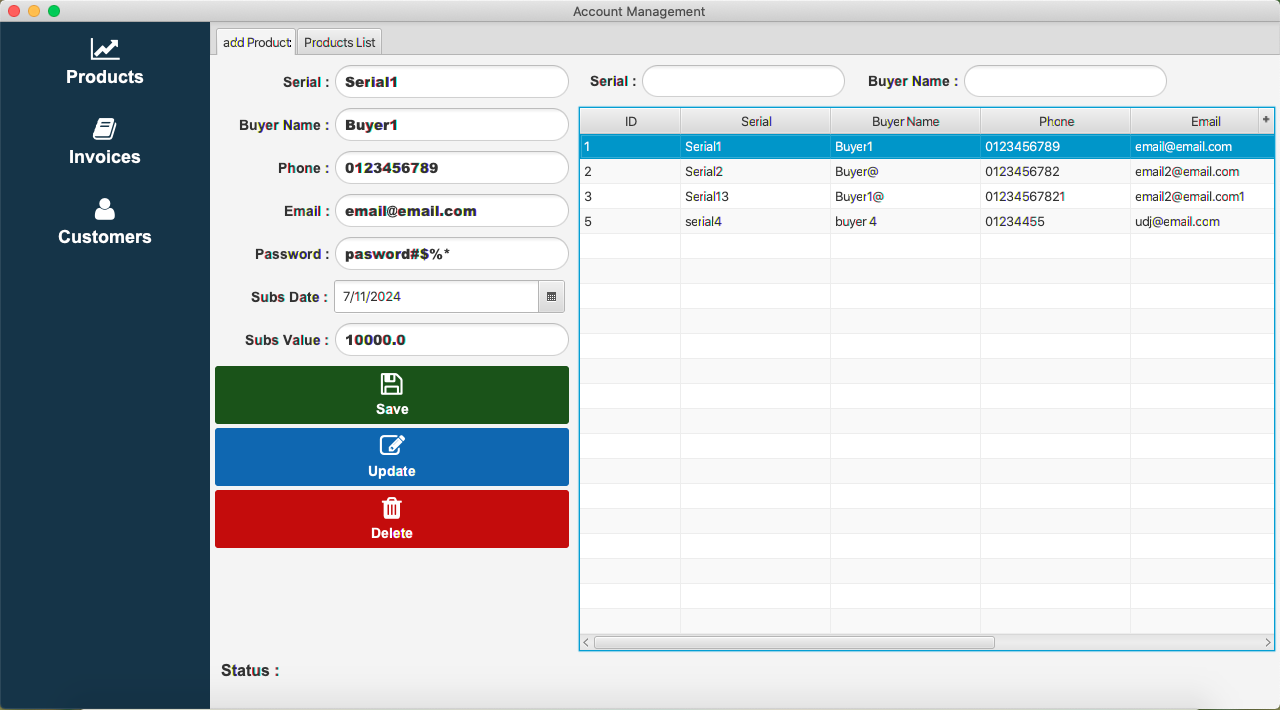 Account Management
Products
Invoices
Customers
add Product:
Products List
Serial : Serial1
Buyer Name : Buyer1
Phone : 0123456789
Email : email@email.com
Password : pasword#$%*
Subs Date : 7/11/2024
Subs Value : 10000.0
Save
Update
Delete
Serial : Buyer Name :
ID Serial Buyer Name Phone Email +
1 Serial1 Buyer1 0123456789 email@email.com
2 Serial2 Buyer@ 0123456782 email2@email.com
3 Serial13 Buyer1@ 01234567821 email2@email.com1
5 serial4 buyer 4 01234455 udj@email.com
Status :